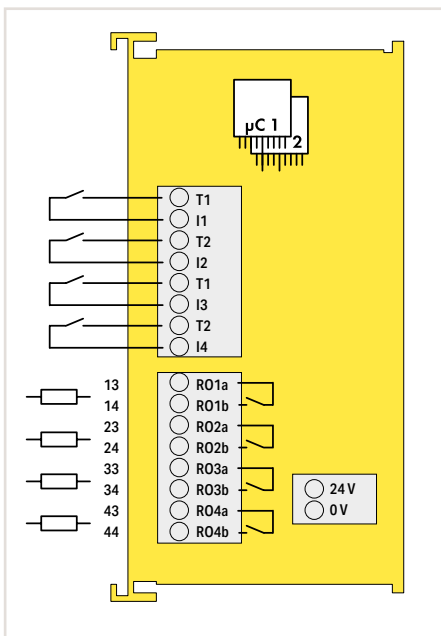 µC 1
2
T1
I1
T2
I2
T1
I3
T2
I4
13 RO1a
14 RO1b
23 RO2a
24 RO2b
33 RO3a
34 RO3b
43 RO4a
44 RO4b
24 V
0 V